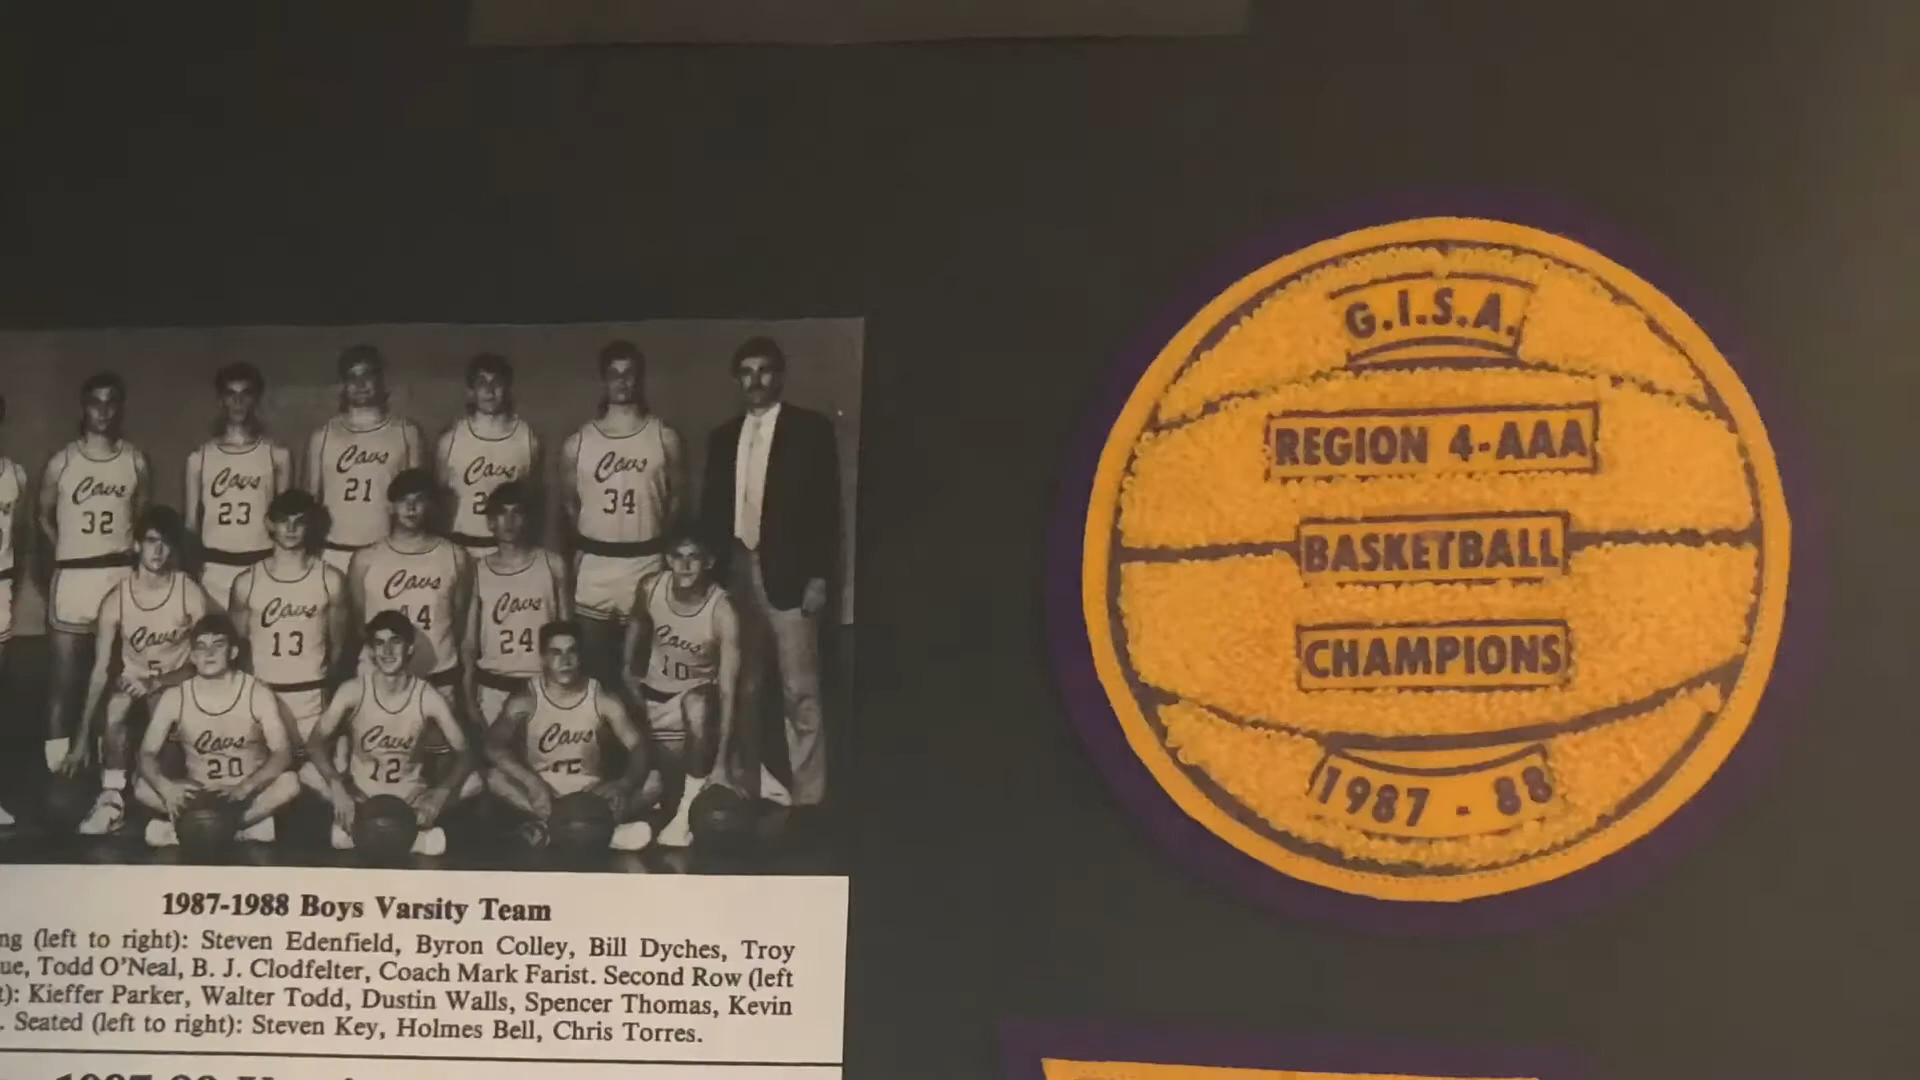 Cavs
32
Cavs
23
Cavs
21
Cavs
Cavs
34
Cavs
5
Cavs
13
Cavs
Cavs
24
Cavs
10
Cavs
20
Cavs
12
Cavs
1987-1988 Boys Varsity Team
(left to right): Steven Edenfield, Byron Colley, Bill Dyches, Troy
Todd O'Neal, B. J. Clodfelter, Coach Mark Farist. Second Row (left
Kieffer Parker, Walter Todd, Dustin Walls, Spencer Thomas, Kevin
Seated (left to right): Steven Key, Holmes Bell, Chris Torres.
G.I.S.A.
REGION 4-AAA
BASKETBALL
CHAMPIONS
1987 - 88